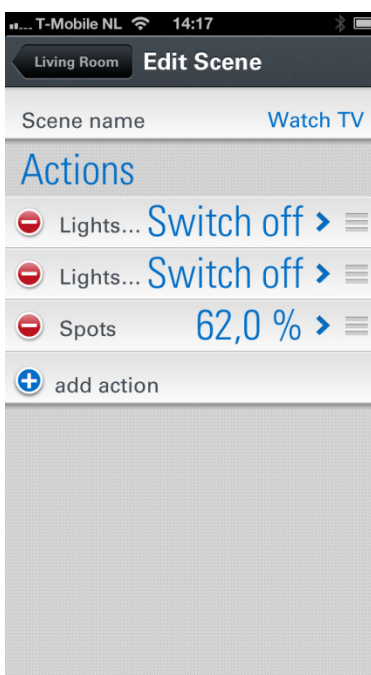 T-Mobile NL 14:17
Living Room Edit Scene
Scene name Watch TV
Actions
Lights... Switch off
Lights... Switch off
Spots 62,0 %
add action